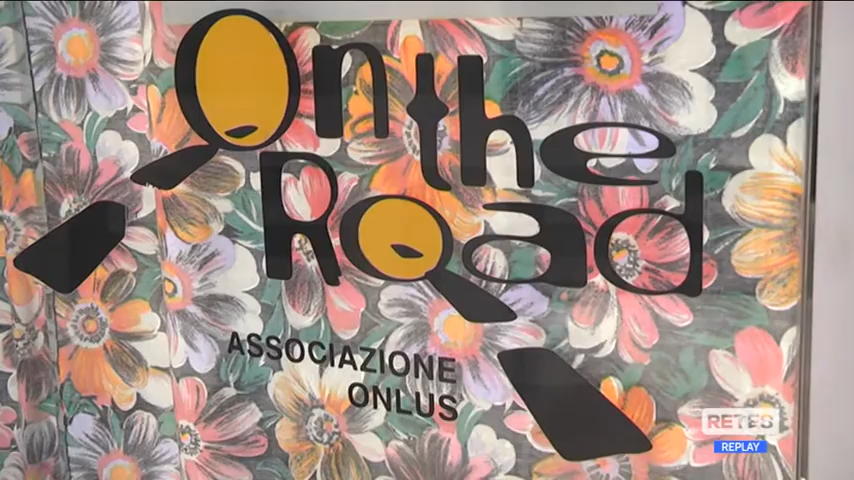 On the
Road
ASSOCIAZIONE
ONLUS
RETE8
REPLAY